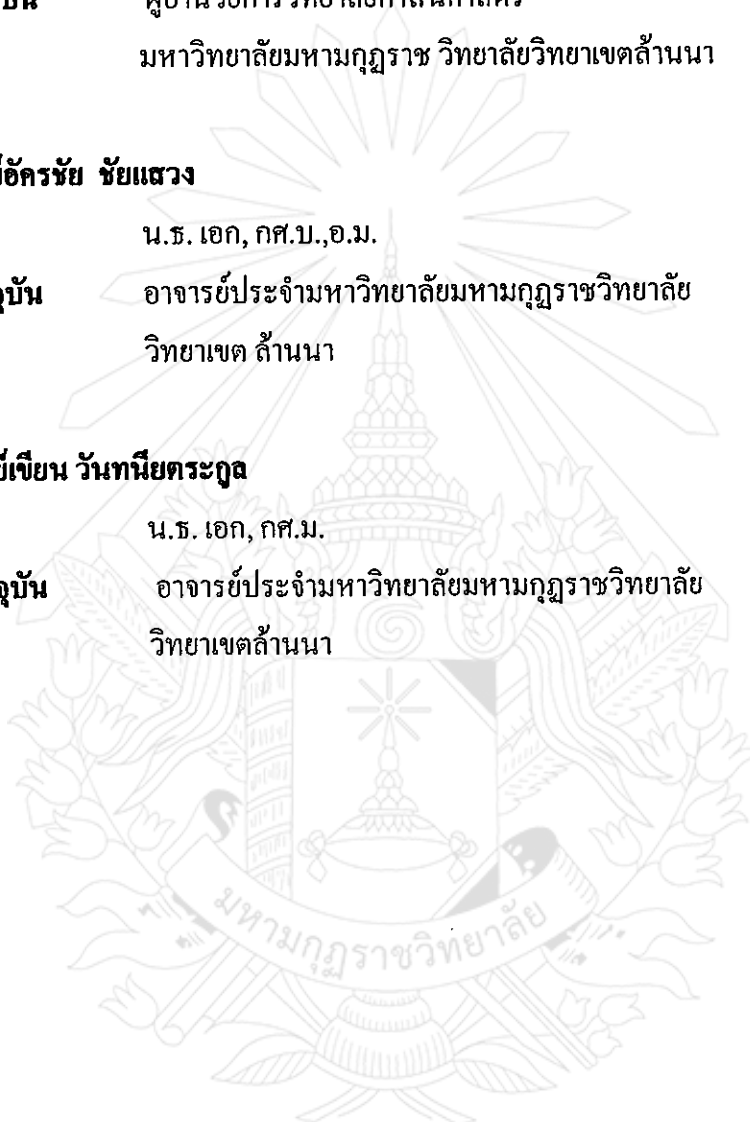 มหาวิทยาลัยมหามกุฏราช วิทยาลัยวิทยาเขตล้านนา
อัครชัย ชัยแสวง
น.ธ. เอก, กศ.บ.,อ.ม.
อาจารย์ประจำมหาวิทยาลัยมหามกุฏราชวิทยาลัย
วิทยาเขต ล้านนา
เขียน วันทนียตระกูล
น.ธ. เอก, กศ.ม.
อาจารย์ประจำมหาวิทยาลัยมหามกุฏราชวิทยาลัย
วิทยาเขตล้านนา
มหามกุฏราชวิทยาลัย